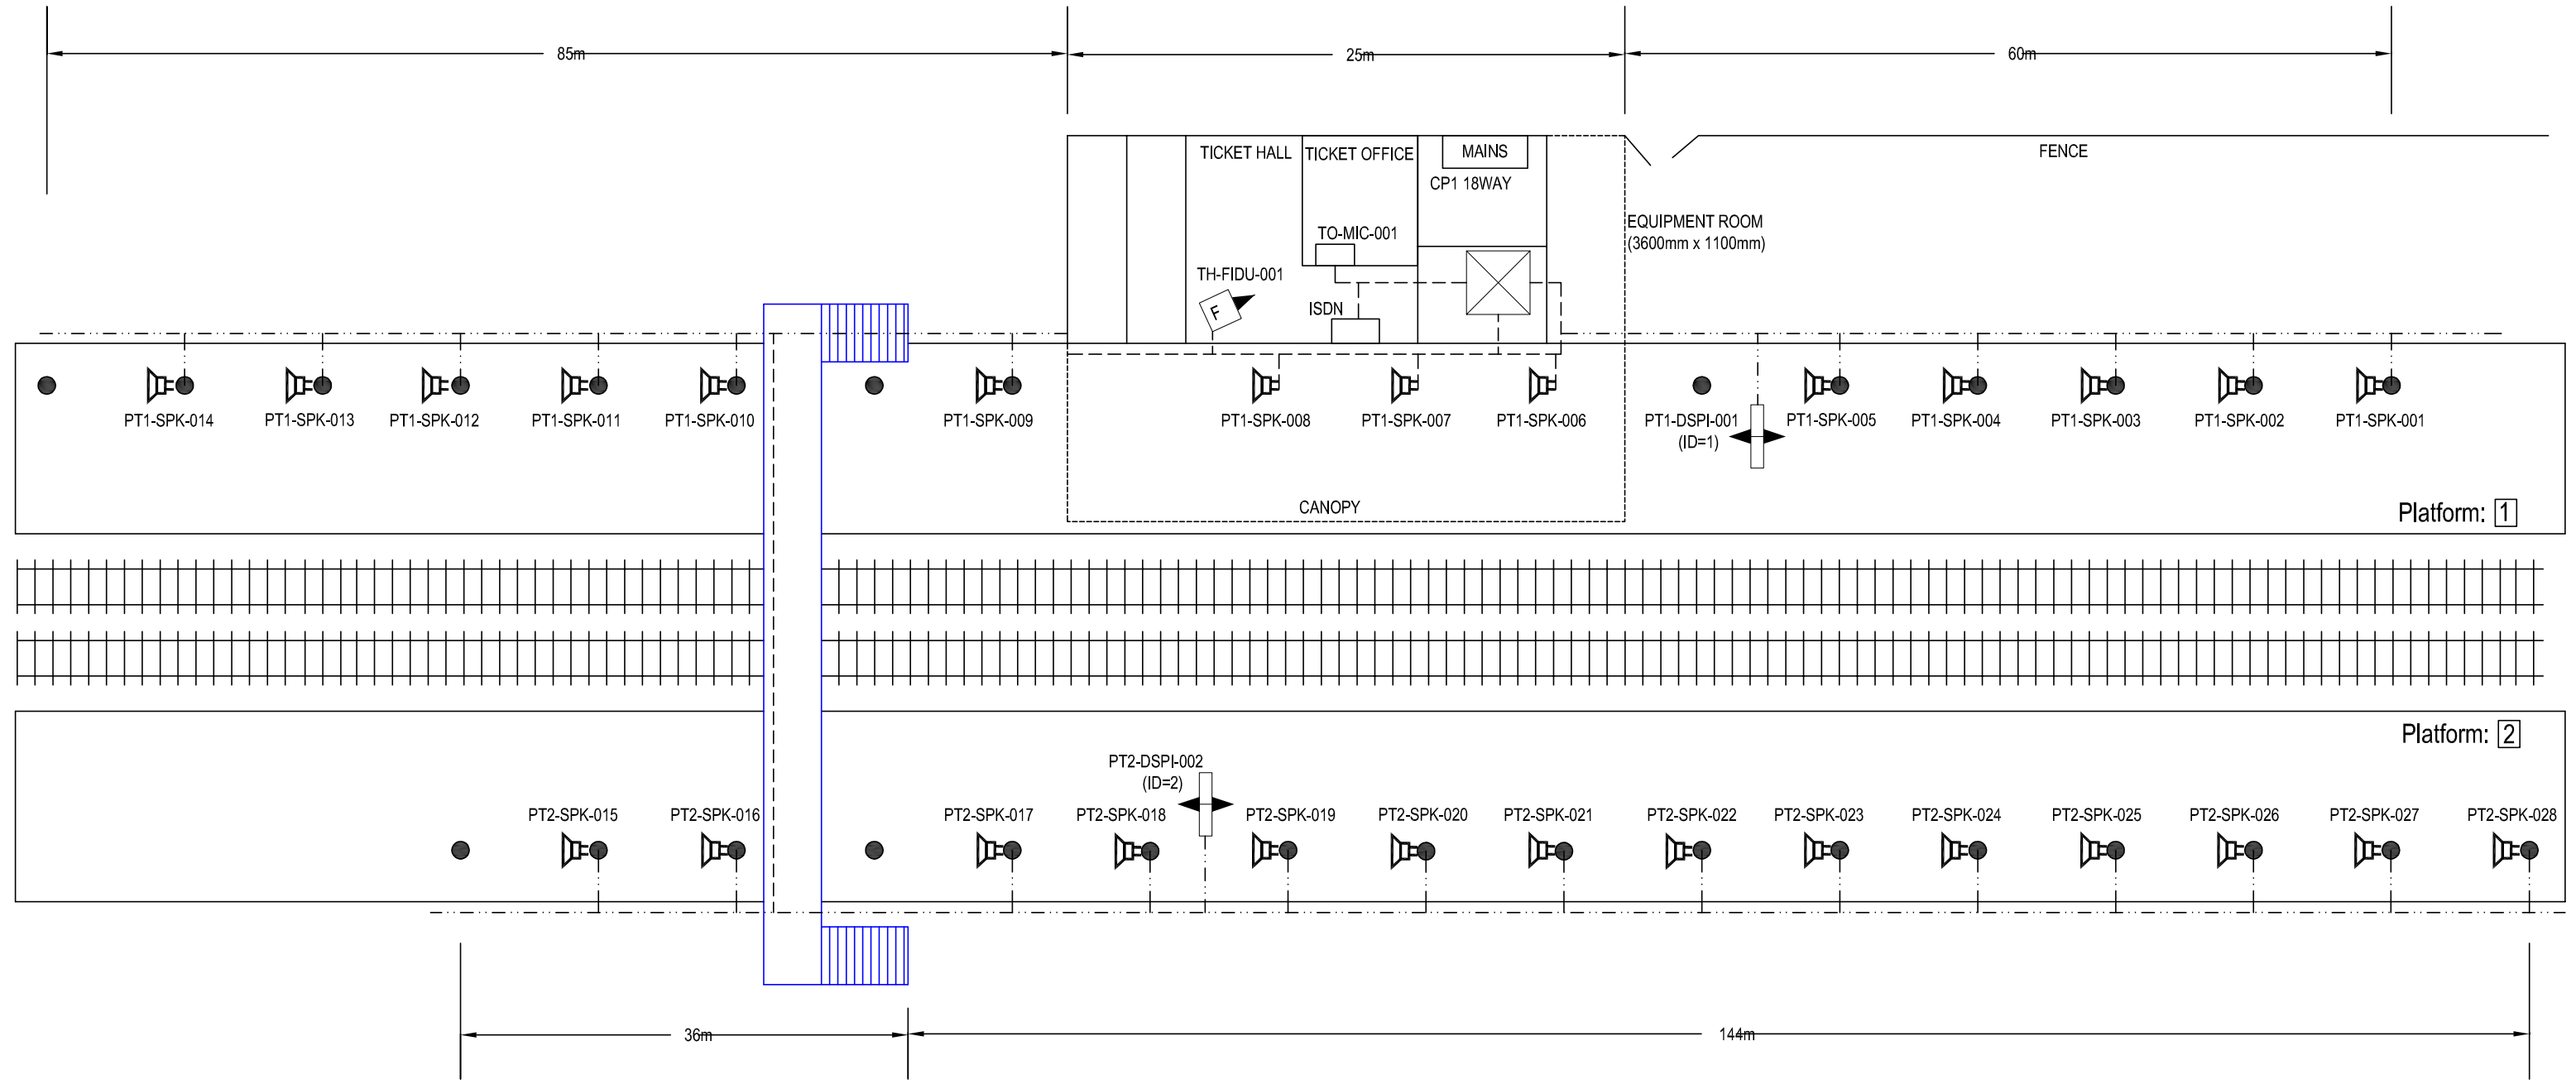 85m
25m
60m
TICKET HALL
TICKET OFFICE
MAINS
FENCE
CP1 18WAY
EQUIPMENT ROOM
(3600mm x 1100mm)
TO-MIC-001
TH-FIDU-001
F
ISDN
PT1-SPK-014
PT1-SPK-013
PT1-SPK-012
PT1-SPK-011
PT1-SPK-010
PT1-SPK-009
PT1-SPK-008
PT1-SPK-007
PT1-SPK-006
PT1-DSPI-001
(ID=1)
PT1-SPK-005
PT1-SPK-004
PT1-SPK-003
PT1-SPK-002
PT1-SPK-001
CANOPY
Platform: 1
Platform: 2
PT2-DSPI-002
(ID=2)
PT2-SPK-015
PT2-SPK-016
PT2-SPK-017
PT2-SPK-018
PT2-SPK-019
PT2-SPK-020
PT2-SPK-021
PT2-SPK-022
PT2-SPK-023
PT2-SPK-024
PT2-SPK-025
PT2-SPK-026
PT2-SPK-027
PT2-SPK-028
36m
144m